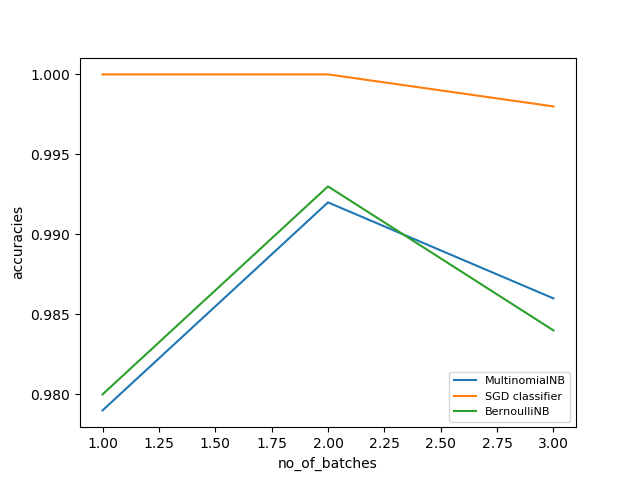 1.000
0.995
0.990
0.985
0.980
accuracies
1.00 1.25 1.50 1.75 2.00 2.25 2.50 2.75 3.00
no_of_batches
MultinomialNB
SGD classifier
BernoulliNB